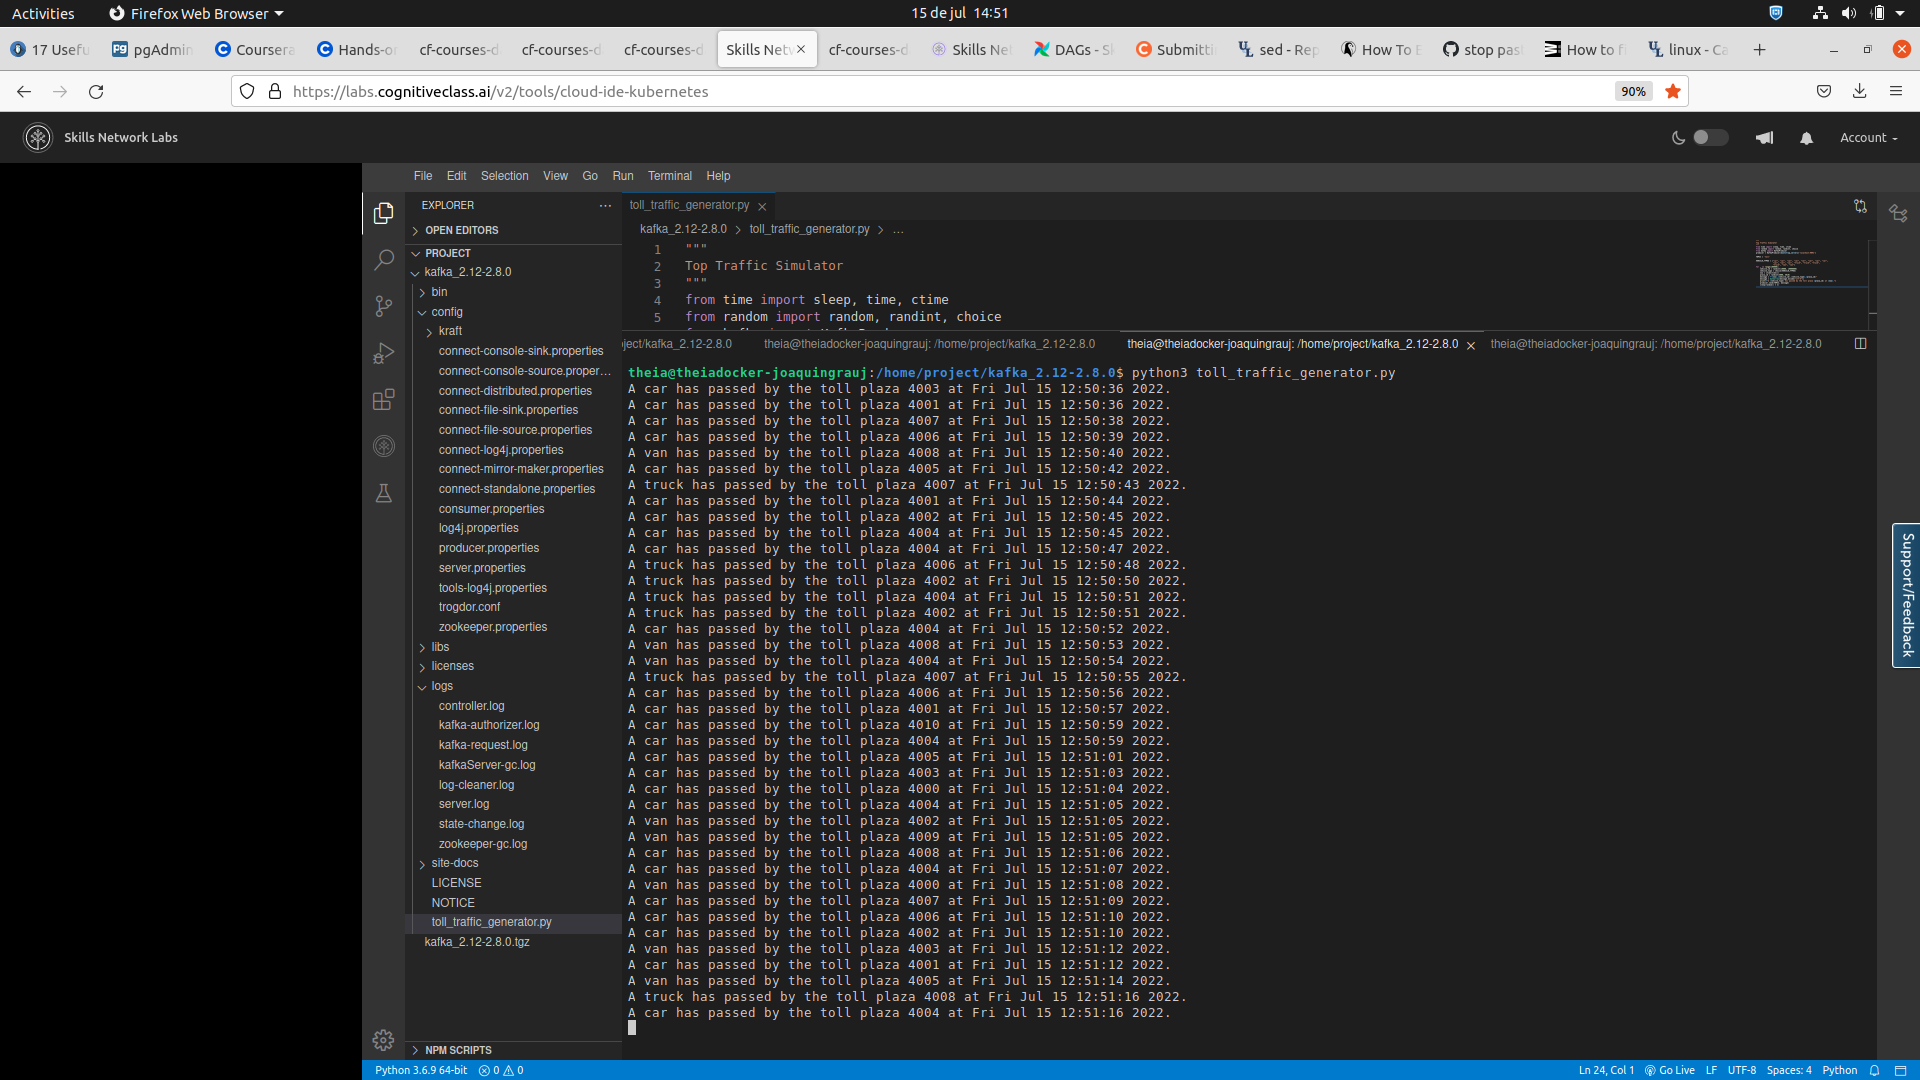 Activities
Firefox Web Browser
15 de jul 14:51
17 Usefu
pgAdmin
Coursera
Hands-on
cf-courses-d
cf-courses-d
cf-courses-d
Skills Netw
cf-courses-d
Skills Net
DAGs - S
Submitti
sed - Rep
How To E
stop pas
How to f
linux - Ca
https://labs.cognitiveclass.ai/v2/tools/cloud-ide-kubernetes
90%
Skills Network Labs
Account
File Edit Selection View Go Run Terminal Help
EXPLORER
OPEN EDITORS
PROJECT
kafka_2.12-2.8.0
bin
config
kraft
connect-console-sink.properties
connect-console-source.proper...
connect-distributed.properties
connect-file-sink.properties
connect-file-source.properties
connect-log4j.properties
connect-mirror-maker.properties
connect-standalone.properties
consumer.properties
log4j.properties
producer.properties
server.properties
tools-log4j.properties
trogdor.conf
zookeeper.properties
libs
licenses
logs
controller.log
kafka-authorizer.log
kafka-request.log
kafkaServer-gc.log
log-cleaner.log
server.log
state-change.log
zookeeper-gc.log
site-docs
LICENSE
NOTICE
toll_traffic_generator.py
kafka_2.12-2.8.0.tgz
NPM SCRIPTS
toll_traffic_generator.py
kafka_2.12-2.8.0 > toll_traffic_generator.py > ...
1 """
2 Top Traffic Simulator
3 """
4 from time import sleep, time, ctime
5 from random import random, randint, choice
oject/kafka_2.12-2.8.0
theia@theiadocker-joaquingrauj: /home/project/kafka_2.12-2.8.0
theia@theiadocker-joaquingrauj: /home/project/kafka_2.12-2.8.0
theia@theiadocker-joaquingrauj: /home/project/kafka_2.12-2.8.0
theia@theiadocker-joaquingrauj:/home/project/kafka_2.12-2.8.0$ python3 toll_traffic_generator.py
A car has passed by the toll plaza 4003 at Fri Jul 15 12:50:36 2022.
A car has passed by the toll plaza 4001 at Fri Jul 15 12:50:36 2022.
A car has passed by the toll plaza 4007 at Fri Jul 15 12:50:38 2022.
A car has passed by the toll plaza 4006 at Fri Jul 15 12:50:39 2022.
A van has passed by the toll plaza 4008 at Fri Jul 15 12:50:40 2022.
A car has passed by the toll plaza 4005 at Fri Jul 15 12:50:42 2022.
A truck has passed by the toll plaza 4007 at Fri Jul 15 12:50:43 2022.
A car has passed by the toll plaza 4001 at Fri Jul 15 12:50:44 2022.
A car has passed by the toll plaza 4002 at Fri Jul 15 12:50:45 2022.
A car has passed by the toll plaza 4004 at Fri Jul 15 12:50:45 2022.
A car has passed by the toll plaza 4004 at Fri Jul 15 12:50:47 2022.
A truck has passed by the toll plaza 4006 at Fri Jul 15 12:50:48 2022.
A truck has passed by the toll plaza 4002 at Fri Jul 15 12:50:50 2022.
A truck has passed by the toll plaza 4004 at Fri Jul 15 12:50:51 2022.
A truck has passed by the toll plaza 4002 at Fri Jul 15 12:50:51 2022.
A car has passed by the toll plaza 4004 at Fri Jul 15 12:50:52 2022.
A van has passed by the toll plaza 4008 at Fri Jul 15 12:50:53 2022.
A van has passed by the toll plaza 4004 at Fri Jul 15 12:50:54 2022.
A truck has passed by the toll plaza 4007 at Fri Jul 15 12:50:55 2022.
A car has passed by the toll plaza 4006 at Fri Jul 15 12:50:56 2022.
A car has passed by the toll plaza 4001 at Fri Jul 15 12:50:57 2022.
A car has passed by the toll plaza 4010 at Fri Jul 15 12:50:59 2022.
A car has passed by the toll plaza 4004 at Fri Jul 15 12:50:59 2022.
A car has passed by the toll plaza 4005 at Fri Jul 15 12:51:01 2022.
A car has passed by the toll plaza 4003 at Fri Jul 15 12:51:03 2022.
A car has passed by the toll plaza 4000 at Fri Jul 15 12:51:04 2022.
A car has passed by the toll plaza 4004 at Fri Jul 15 12:51:05 2022.
A van has passed by the toll plaza 4002 at Fri Jul 15 12:51:05 2022.
A van has passed by the toll plaza 4009 at Fri Jul 15 12:51:05 2022.
A car has passed by the toll plaza 4008 at Fri Jul 15 12:51:06 2022.
A car has passed by the toll plaza 4004 at Fri Jul 15 12:51:07 2022.
A van has passed by the toll plaza 4000 at Fri Jul 15 12:51:08 2022.
A car has passed by the toll plaza 4007 at Fri Jul 15 12:51:09 2022.
A car has passed by the toll plaza 4006 at Fri Jul 15 12:51:10 2022.
A car has passed by the toll plaza 4002 at Fri Jul 15 12:51:10 2022.
A van has passed by the toll plaza 4003 at Fri Jul 15 12:51:12 2022.
A car has passed by the toll plaza 4001 at Fri Jul 15 12:51:12 2022.
A van has passed by the toll plaza 4005 at Fri Jul 15 12:51:14 2022.
A truck has passed by the toll plaza 4008 at Fri Jul 15 12:51:16 2022.
A car has passed by the toll plaza 4004 at Fri Jul 15 12:51:16 2022.
Support/Feedback
Python 3.6.9 64-bit
0 0
Ln 24, Col 1
Go Live
LF
UTF-8
Spaces: 4
Python